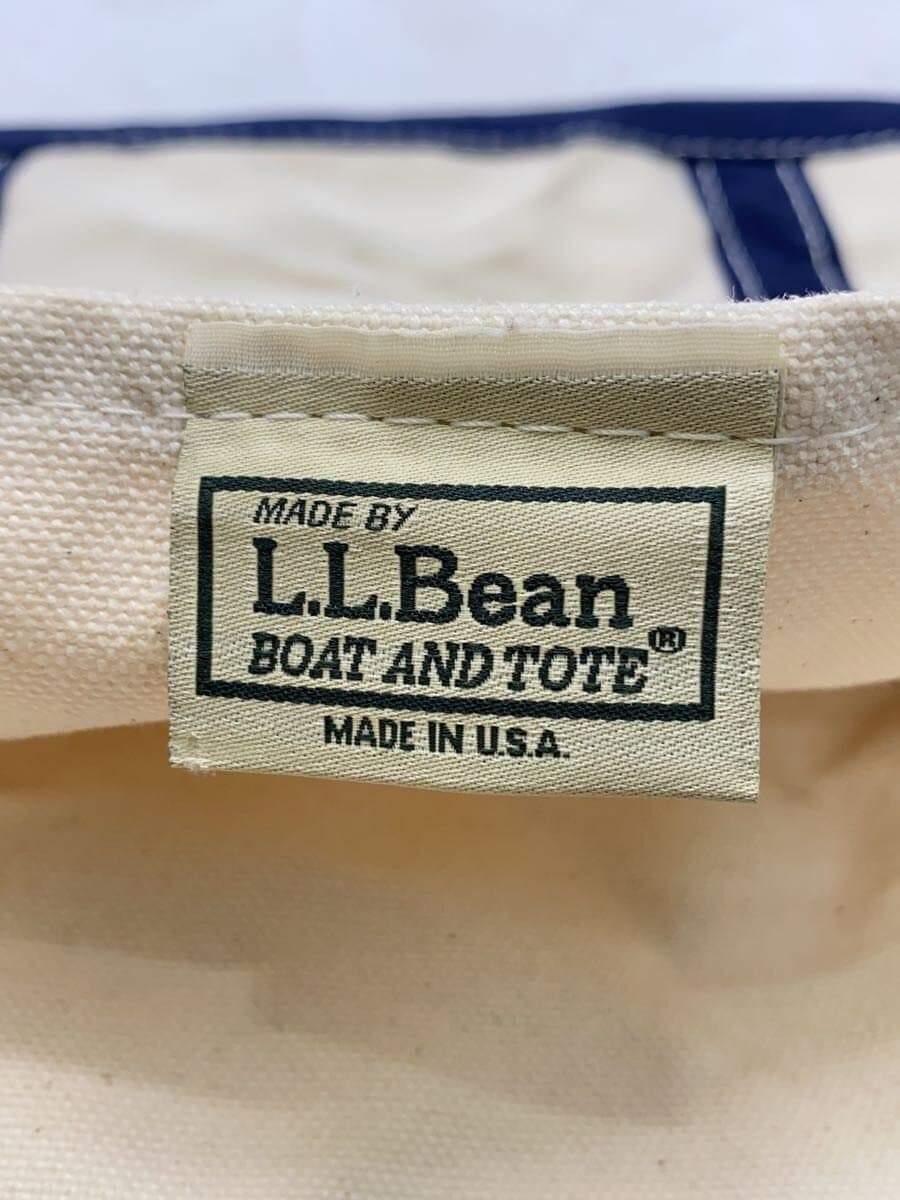 MADE BY
L.L.Bean
BOAT AND TOTE®
MADE IN U.S.A.